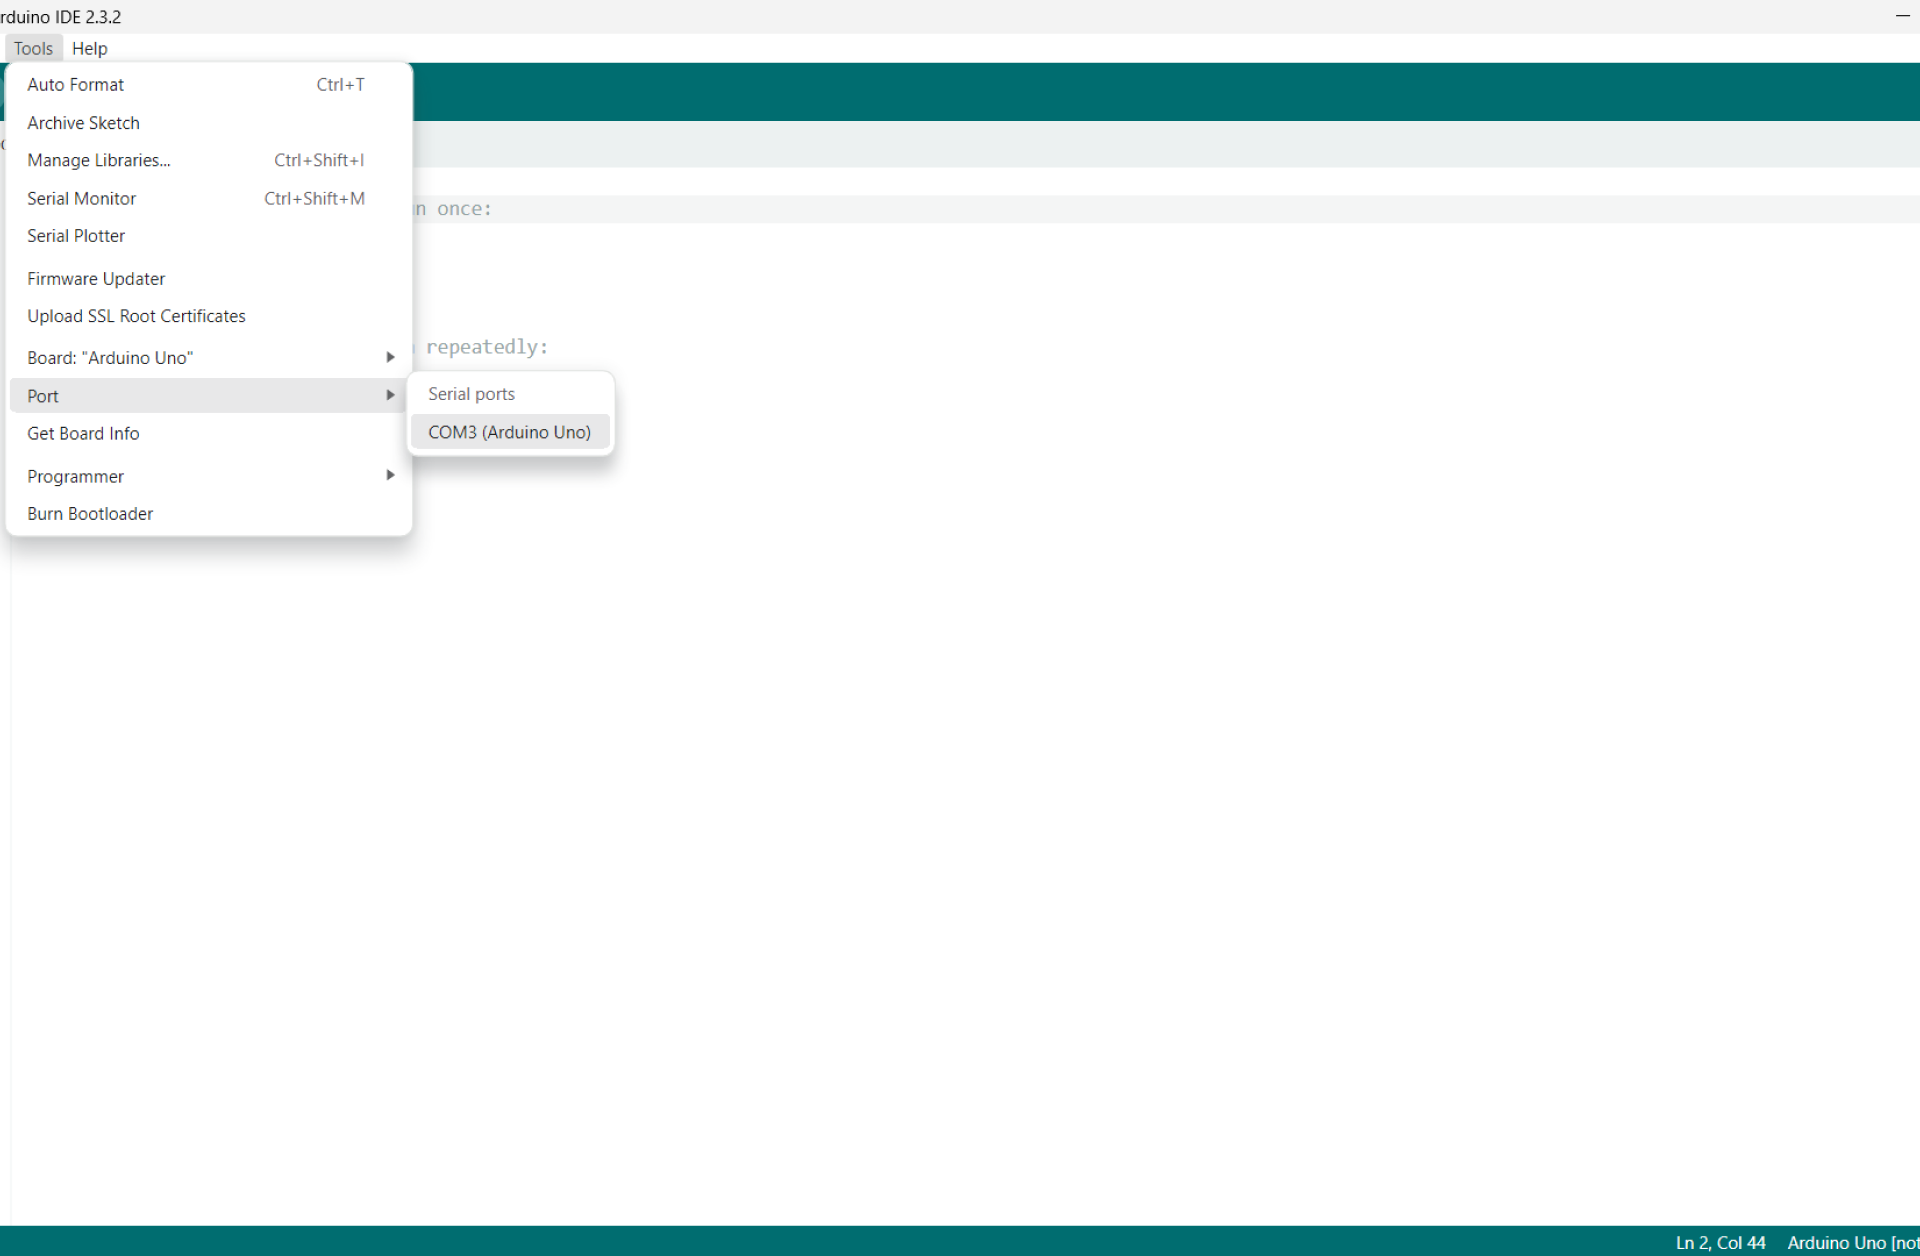 rduino IDE 2.3.2
Tools Help
Auto Format Ctrl+T
Archive Sketch
Manage Libraries... Ctrl+Shift+I
Serial Monitor Ctrl+Shift+M
n once:
Serial Plotter
Firmware Updater
Upload SSL Root Certificates
Board: "Arduino Uno"
repeatedly:
Port
Serial ports
Get Board Info
COM3 (Arduino Uno)
Programmer
Burn Bootloader
Ln 2, Col 44 Arduino Uno [not